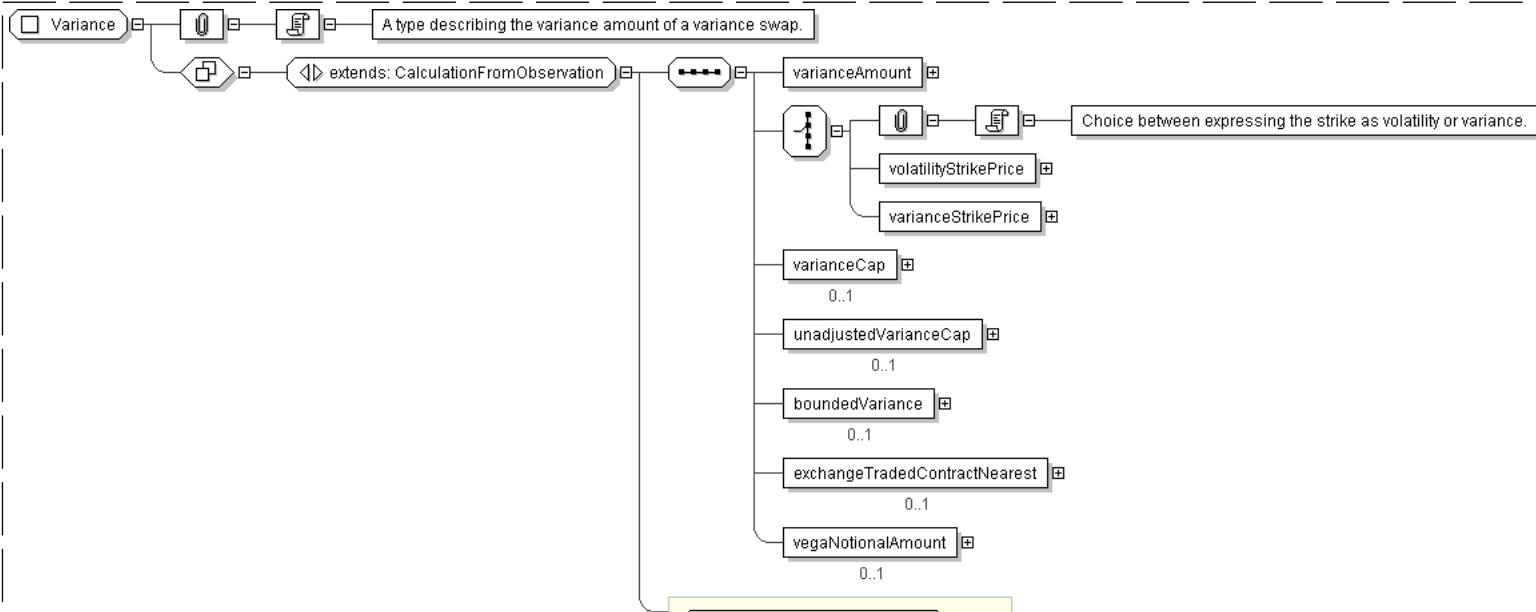 Variance
A type describing the variance amount of a variance swap.
extends: CalculationFromObservation
varianceAmount
Choice between expressing the strike as volatility or variance.
volatilityStrikePrice
varianceStrikePrice
varianceCap
0..1
unadjustedVarianceCap
0..1
boundedVariance
0..1
exchangeTradedContractNearest
0..1
vegaNotionalAmount
0..1